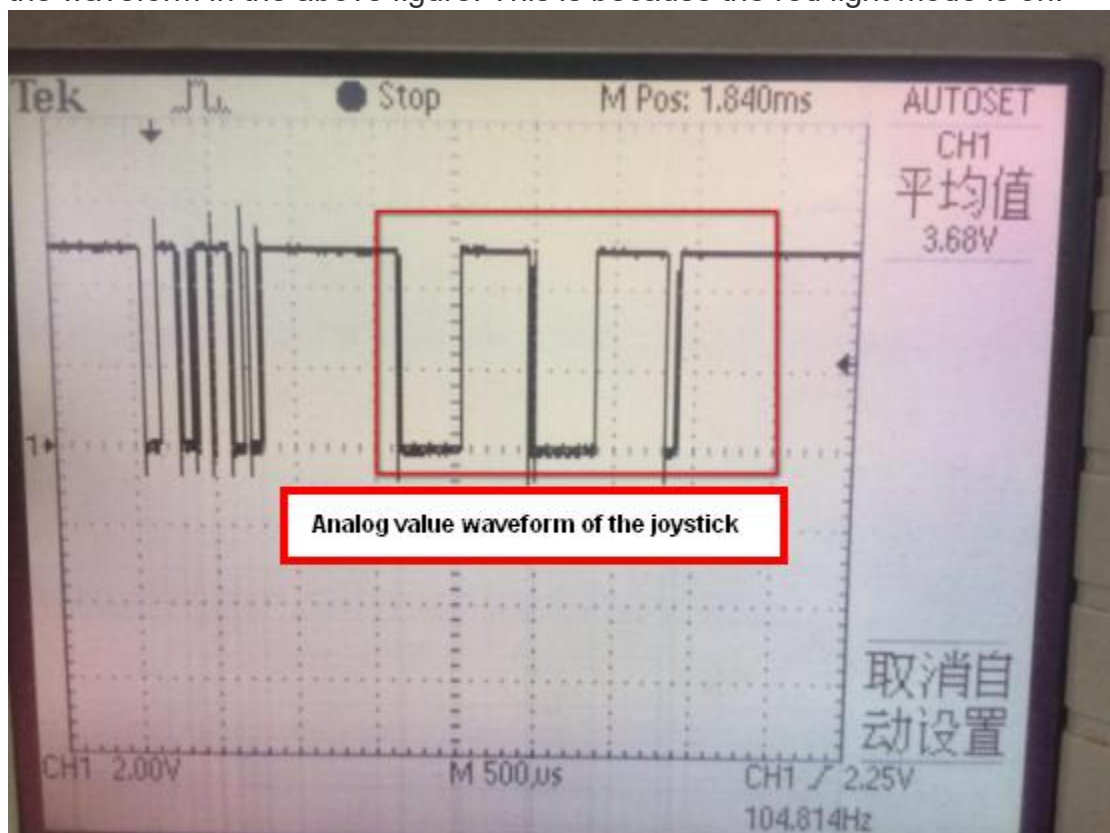 the waveform in the above figure. This is because the red light mode is on.
Tek Stop M Pos: 1.840ms AUTOSET
CH1
平均值
3.68V
1
Analog value waveform of the joystick
取消自
动设置
CH1 2.00V M 500µs CH1 2.25V
104.814Hz